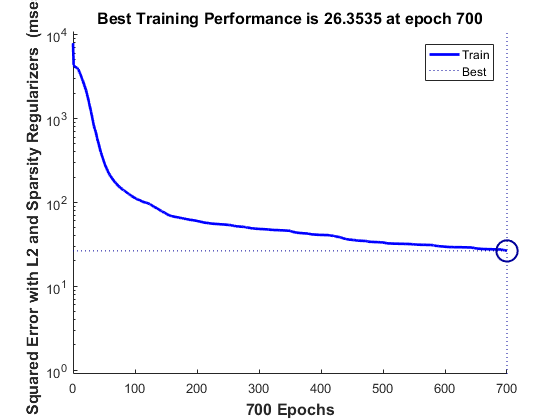 Best Training Performance is 26.3535 at epoch 700
Squared Error with L2 and Sparsity Regularizers (mse
10^4
10^3
10^2
10^1
10^0
Train
Best
0 100 200 300 400 500 600 700
700 Epochs